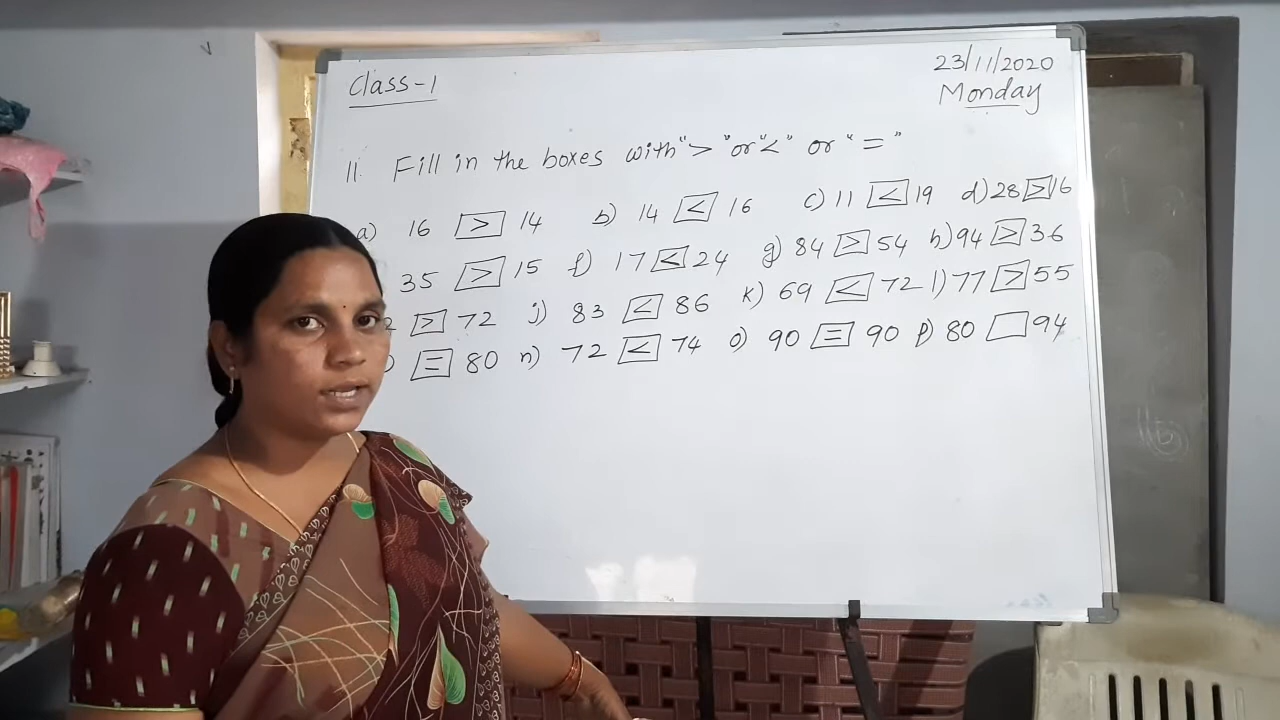 Class-1
23/11/2020
Monday
II. Fill in the boxes with ">" or "<" or "="
a) 16 > 14 b) 14 < 16 c) 11 < 19 d) 28 > 16
35 > 15 f) 17 < 24 g) 84 > 54 h) 94 > 36
2 > 72 j) 83 < 86 k) 69 < 72 l) 77 > 55
= 80 n) 72 < 74 o) 90 = 90 p) 80 □ 94